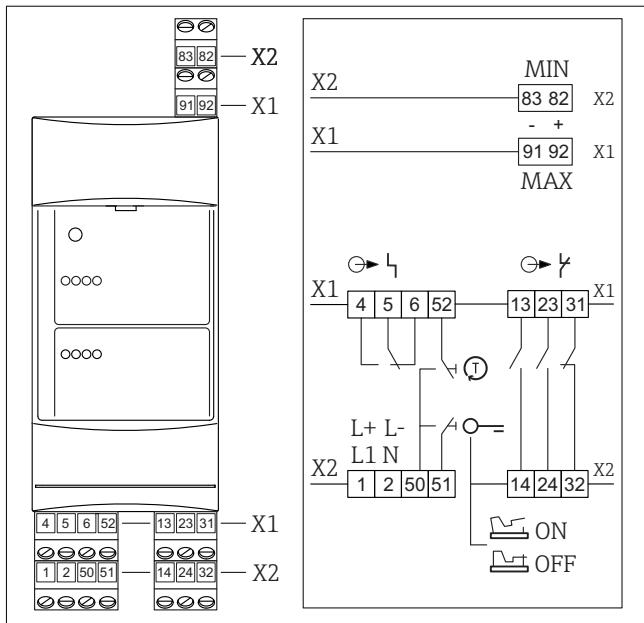 83 82 X2
91 92 X1
4 5 6 52 13 23 31 X1
1 2 50 51 14 24 32 X2
MIN
X2 83 82 X2
- +
X1 91 92 X1
MAX
X1 4 5 6 52 13 23 31 X1
T
L+ L-
L1 N
X2 1 2 50 51 14 24 32 X2
ON
OFF